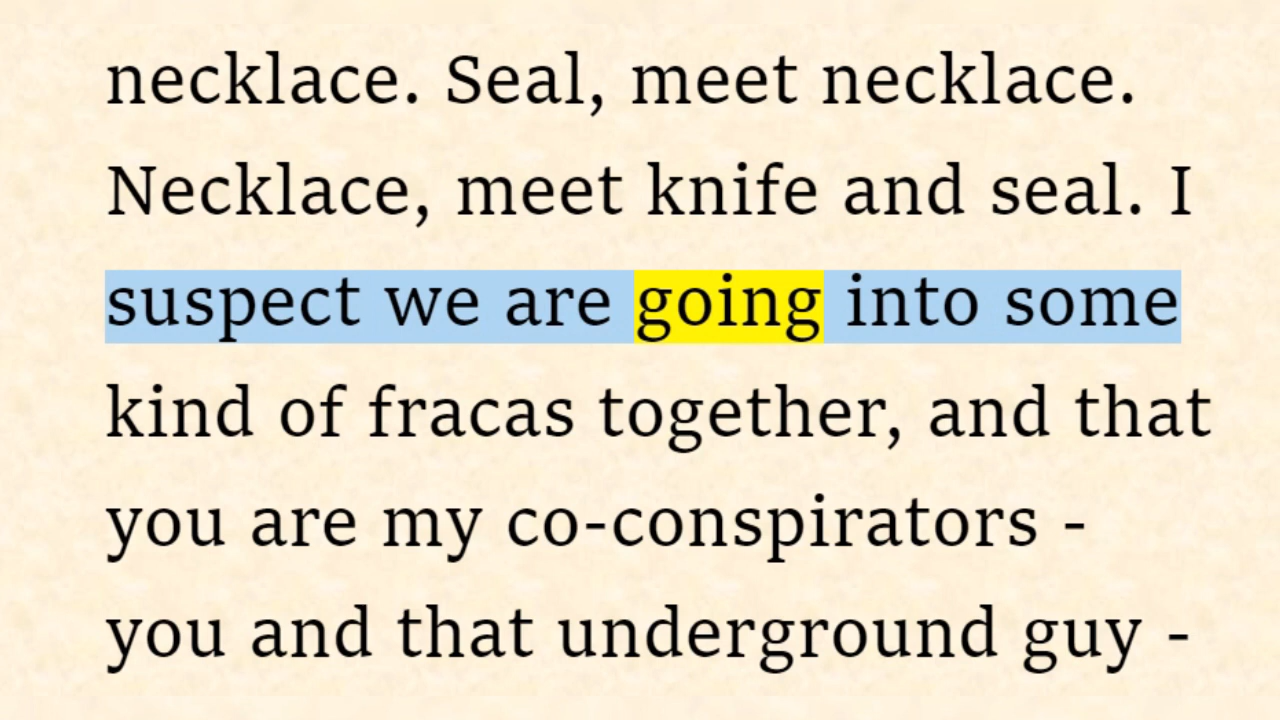 necklace. Seal, meet necklace.
Necklace, meet knife and seal. I
suspect we are going into some
kind of fracas together, and that
you are my co-conspirators -
you and that underground guy -